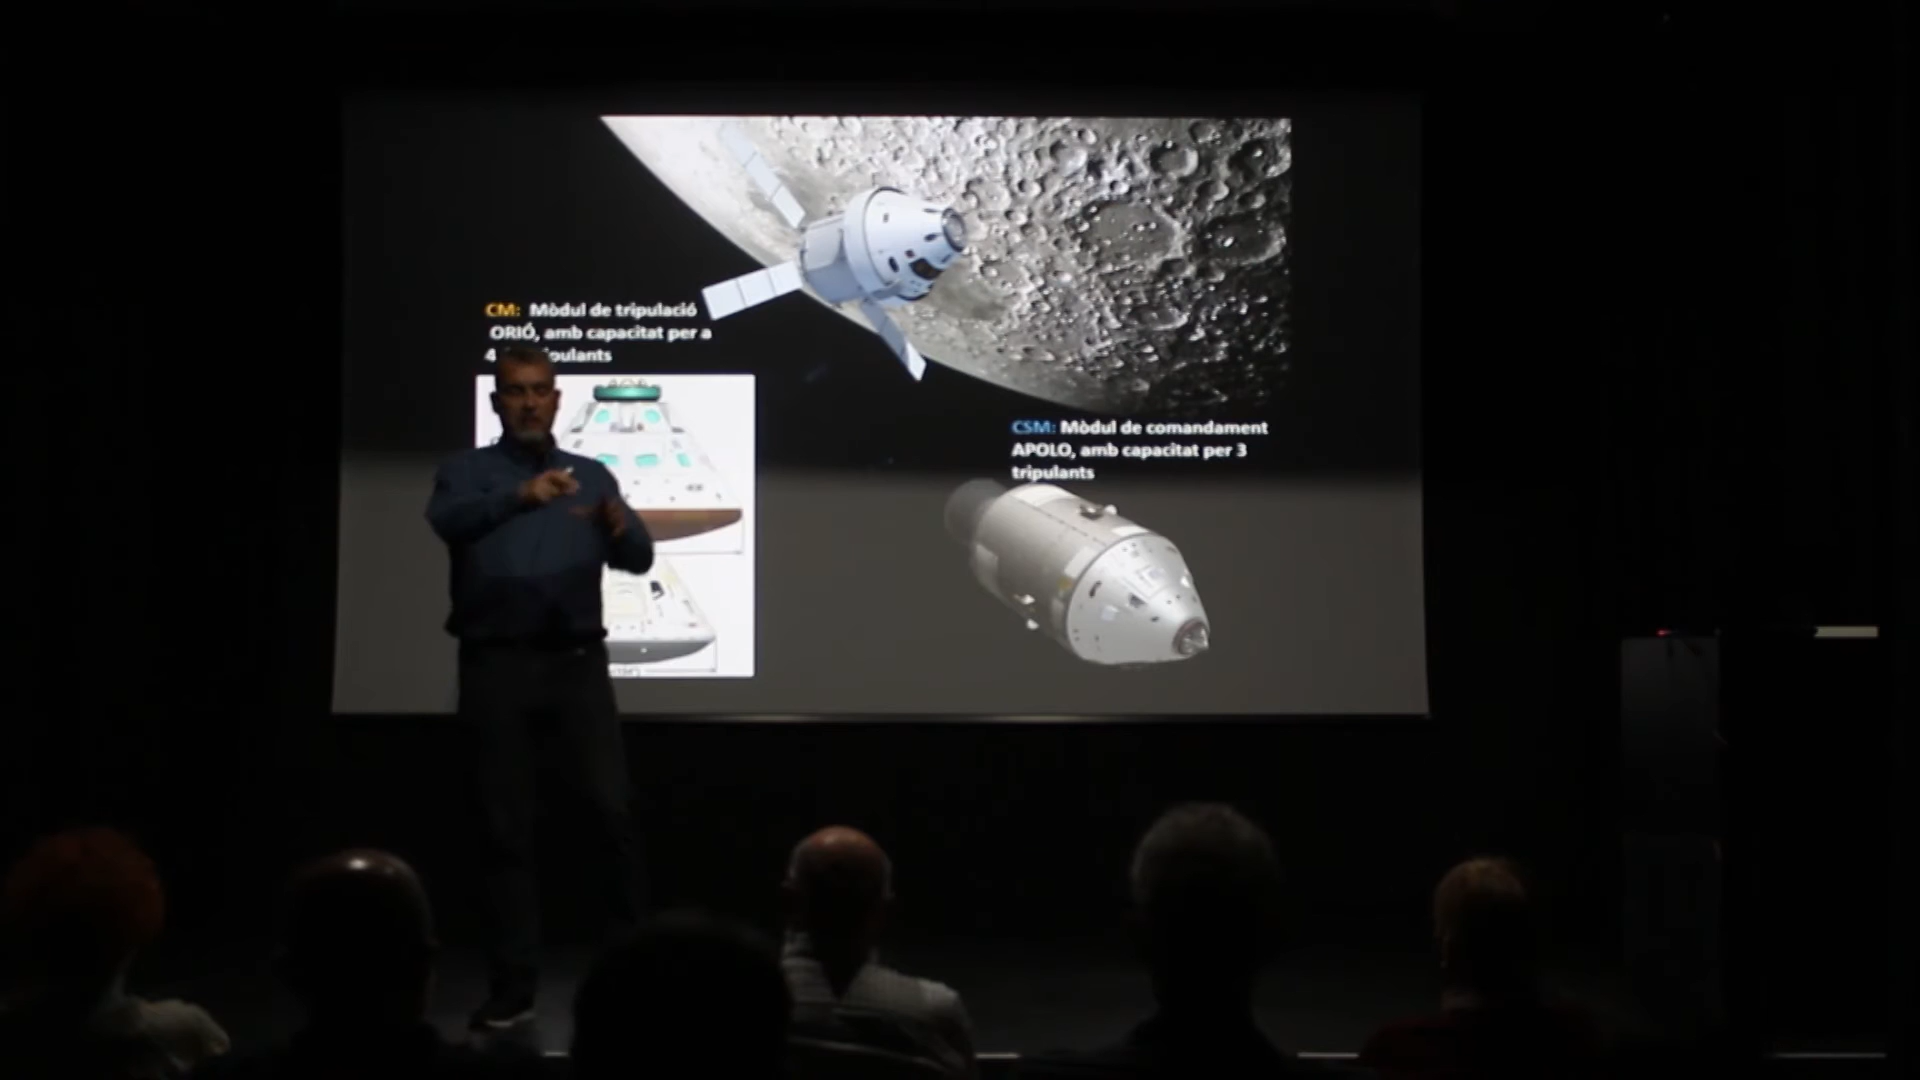 CM: Mòdul de tripulació
ORIÓ, amb capacitat per a
4
CSM: Mòdul de comandament
APOLO, amb capacitat per 3
tripulants